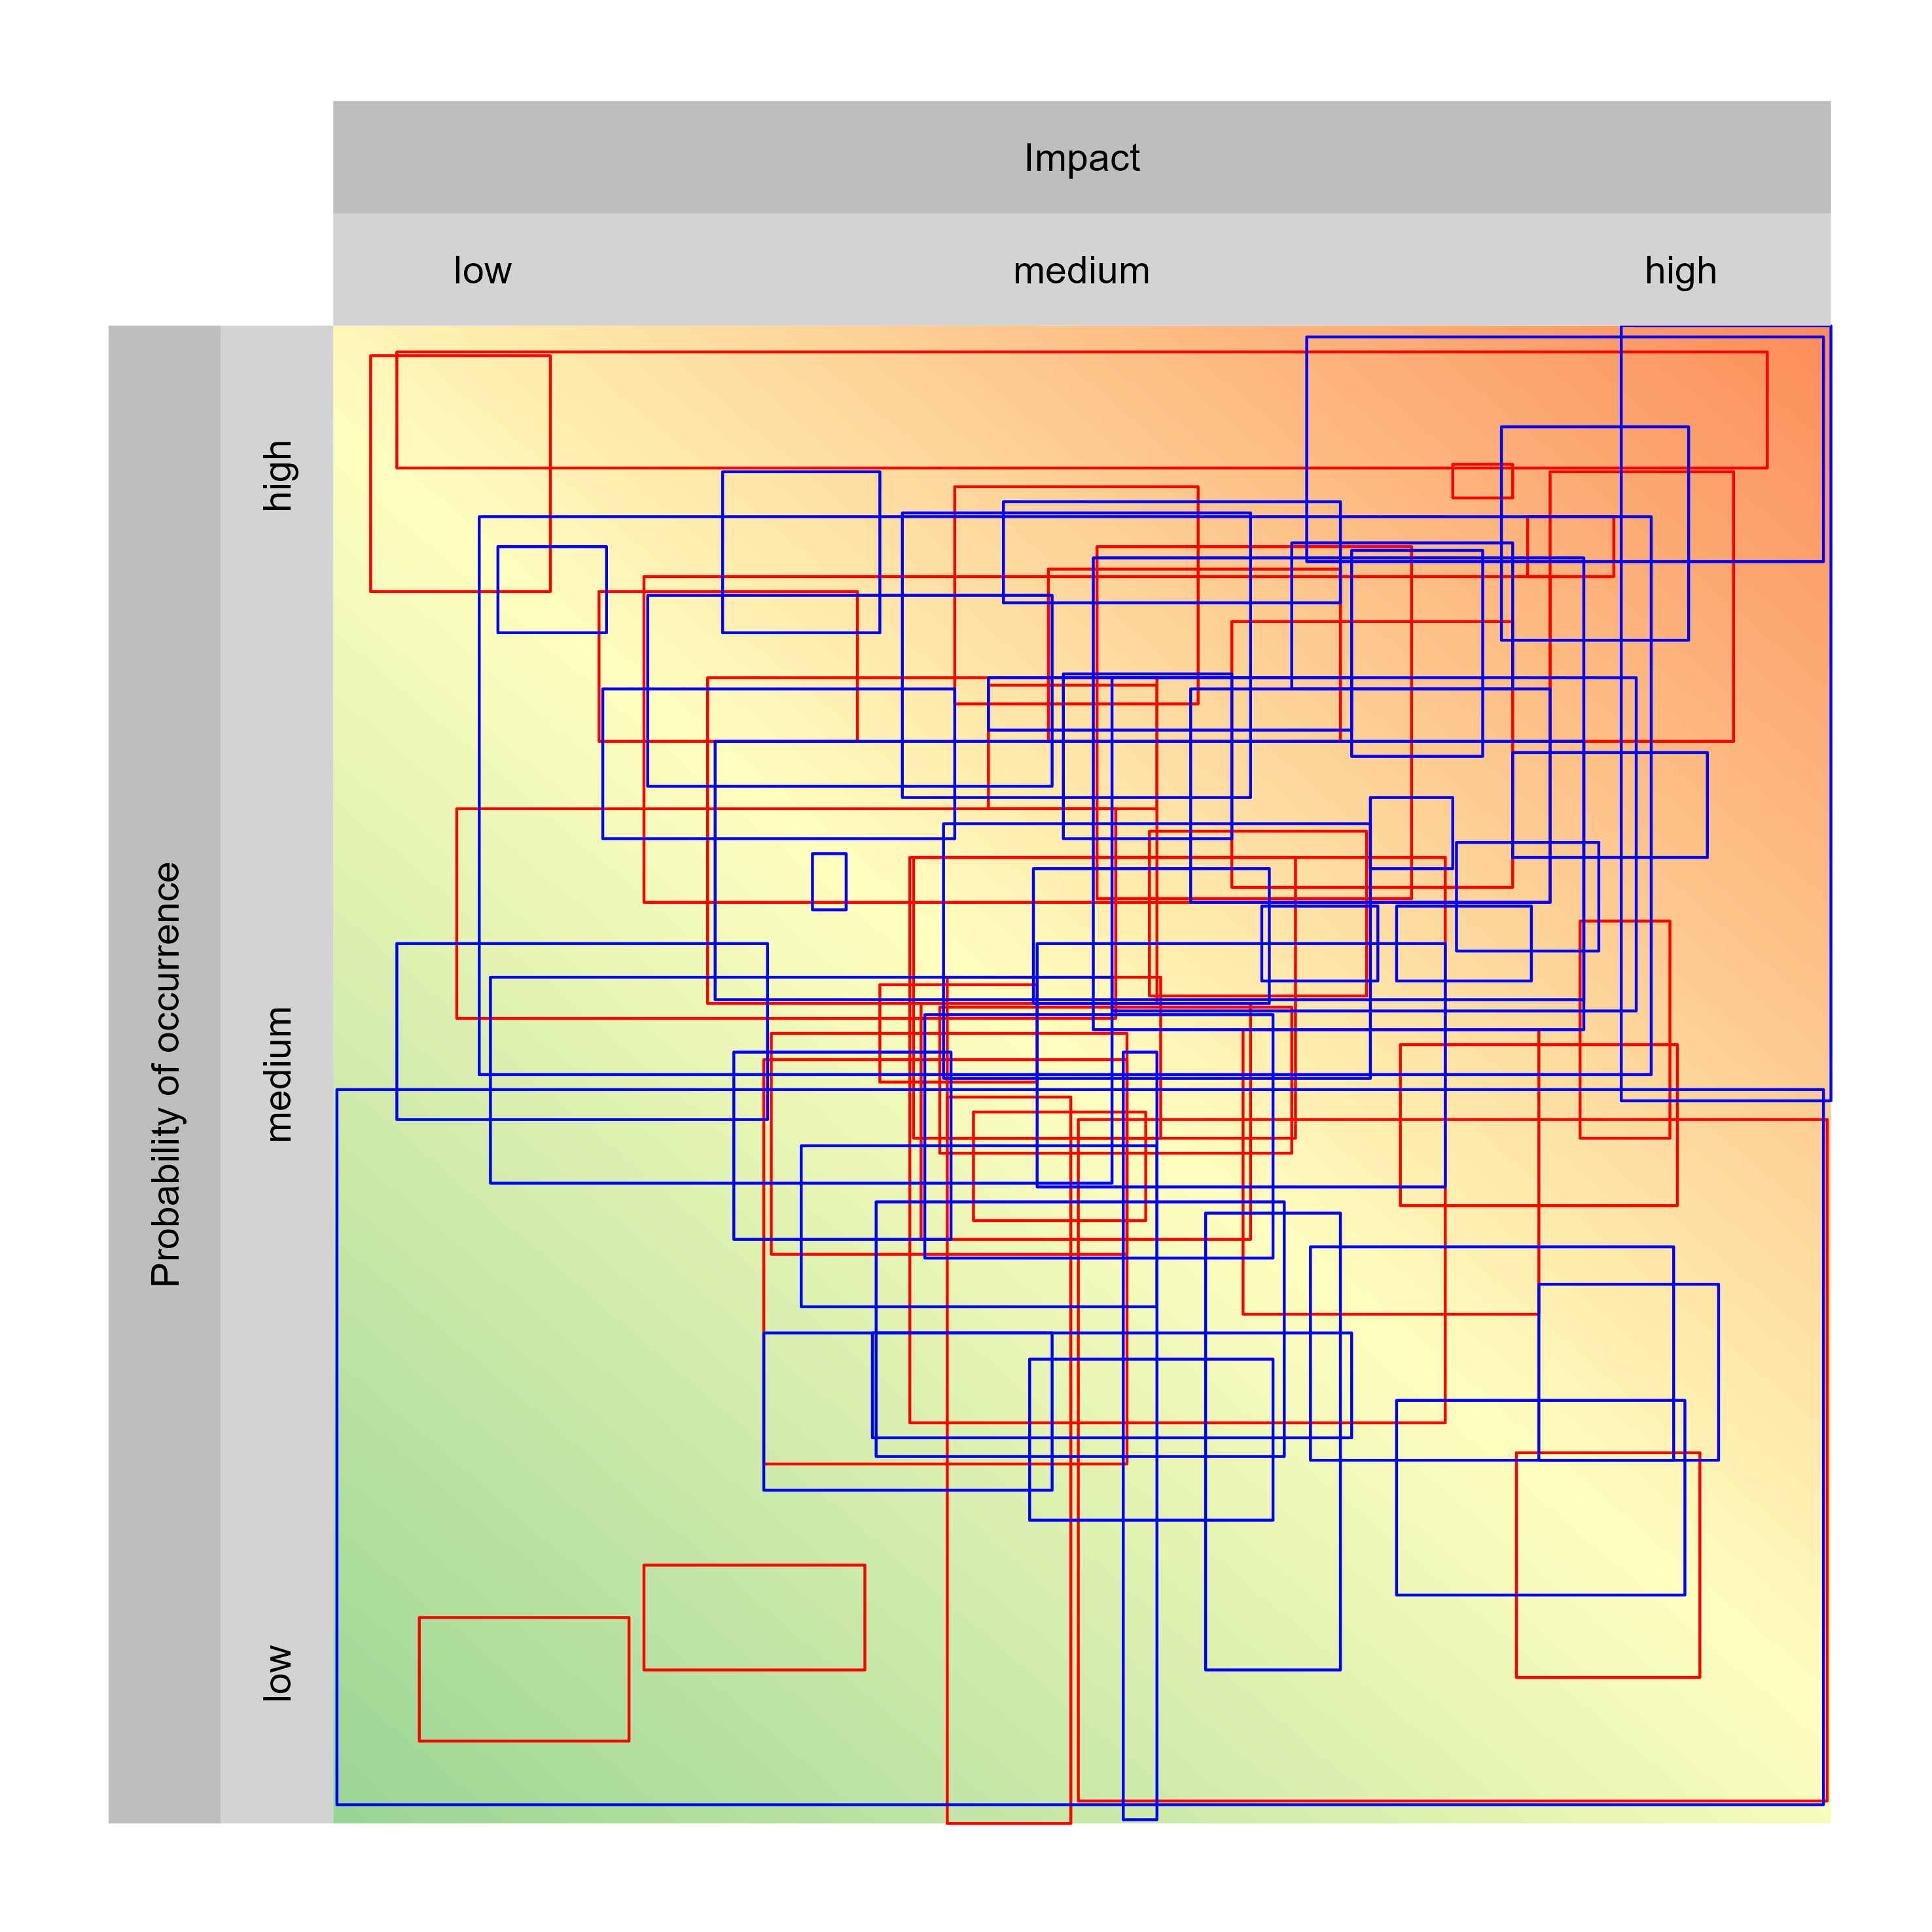 Impact
low medium high
Probability of occurrence
high
medium
low